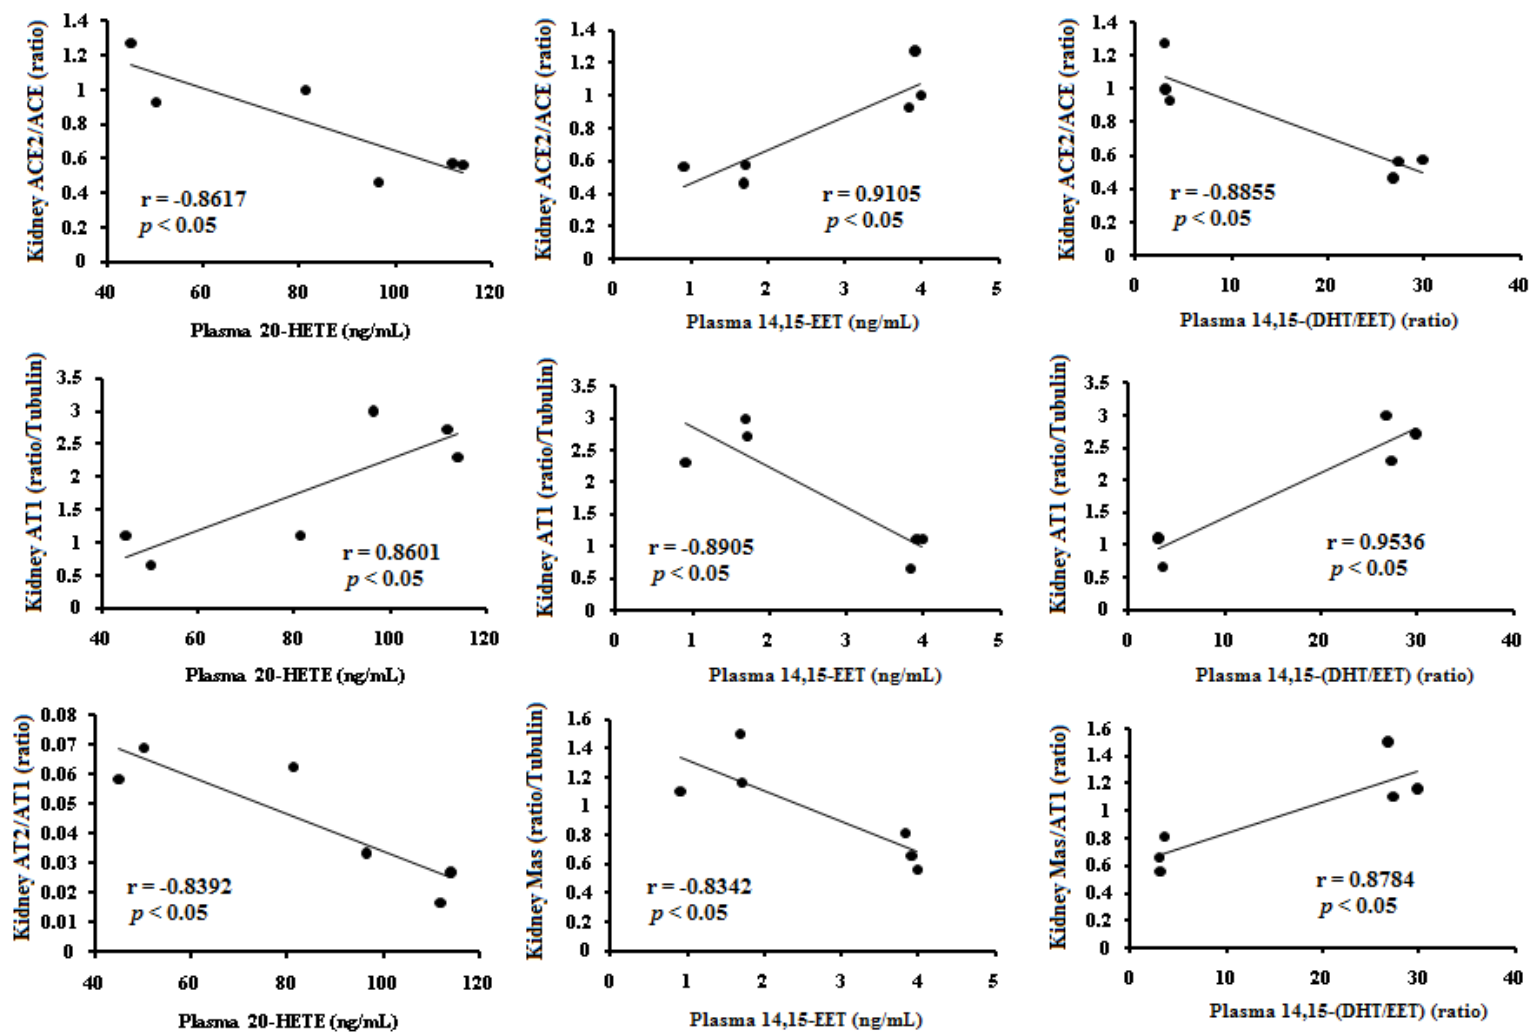 Kidney ACE2/ACE (ratio)
1.4
1.2
1
0.8
0.6
0.4
0.2
0
r = -0.8617
p < 0.05
40 60 80 100 120
Plasma 20-HETE (ng/mL)
Kidney ACE2/ACE (ratio)
1.4
1.2
1
0.8
0.6
0.4
0.2
0
r = 0.9105
p < 0.05
0 1 2 3 4 5
Plasma 14,15-EET (ng/mL)
Kidney ACE2/ACE (ratio)
1.4
1.2
1
0.8
0.6
0.4
0.2
0
r = -0.8855
p < 0.05
0 10 20 30 40
Plasma 14,15-(DHT/EET) (ratio)
Kidney AT1 (ratio/Tubulin)
3.5
3
2.5
2
1.5
1
0.5
0
r = 0.8601
p < 0.05
40 60 80 100 120
Plasma 20-HETE (ng/mL)
Kidney AT1 (ratio/Tubulin)
3.5
3
2.5
2
1.5
1
0.5
0
r = -0.8905
p < 0.05
0 1 2 3 4 5
Plasma 14,15-EET (ng/mL)
Kidney AT1 (ratio/Tubulin)
3.5
3
2.5
2
1.5
1
0.5
0
r = 0.9536
p < 0.05
0 10 20 30 40
Plasma 14,15-(DHT/EET) (ratio)
Kidney AT2/AT1 (ratio)
0.08
0.07
0.06
0.05
0.04
0.03
0.02
0.01
0
r = -0.8392
p < 0.05
40 60 80 100 120
Plasma 20-HETE (ng/mL)
Kidney Mas (ratio/Tubulin)
1.6
1.4
1.2
1
0.8
0.6
0.4
0.2
0
r = -0.8342
p < 0.05
0 1 2 3 4 5
Plasma 14,15-EET (ng/mL)
Kidney Mas/AT1 (ratio)
1.6
1.4
1.2
1
0.8
0.6
0.4
0.2
0
r = 0.8784
p < 0.05
0 10 20 30 40
Plasma 14,15-(DHT/EET) (ratio)